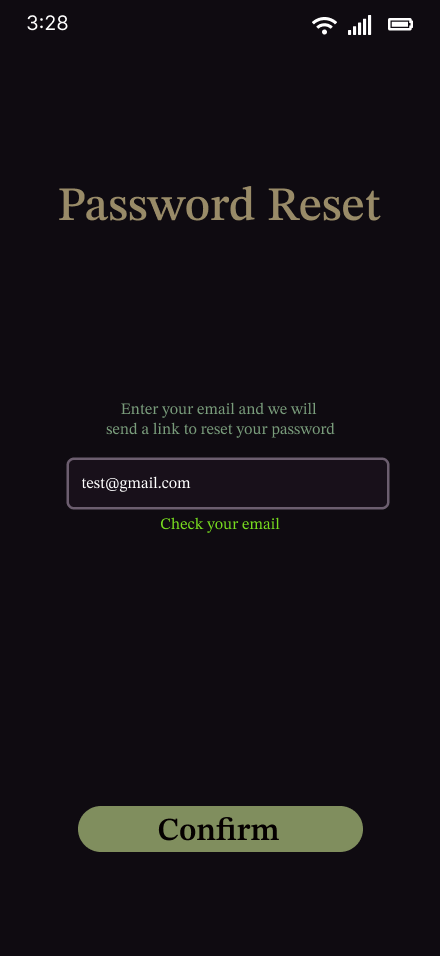 3:28
Password Reset
Enter your email and we will
send a link to reset your password
test@gmail.com
Check your email
Confirm